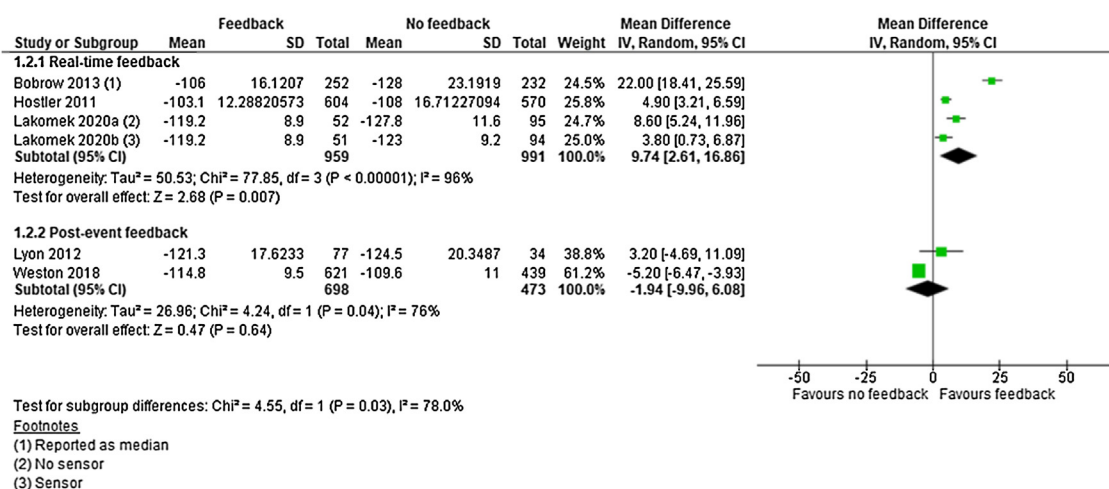 Feedback No feedback Mean Difference Mean Difference
Study or Subgroup Mean SD Total Mean SD Total Weight IV, Random, 95% CI IV, Random, 95% CI
1.2.1 Real-time feedback
Bobrow 2013 (1) -106 16.1207 252 -128 23.1919 232 24.5% 22.00 [18.41, 25.59]
Hostler 2011 -103.1 12.28820573 604 -108 16.71227094 570 25.8% 4.90 [3.21, 6.59]
Lakomek 2020a (2) -119.2 8.9 52 -127.8 11.6 95 24.7% 8.60 [5.24, 11.96]
Lakomek 2020b (3) -119.2 8.9 51 -123 9.2 94 25.0% 3.80 [0.73, 6.87]
Subtotal (95% CI) 959 991 100.0% 9.74 [2.61, 16.86]
Heterogeneity: Tau² = 50.53; Chi² = 77.85, df = 3 (P < 0.00001); I² = 96%
Test for overall effect: Z = 2.68 (P = 0.007)
1.2.2 Post-event feedback
Lyon 2012 -121.3 17.6233 77 -124.5 20.3487 34 38.8% 3.20 [-4.69, 11.09]
Weston 2018 -114.8 9.5 621 -109.6 11 439 61.2% -5.20 [-6.47, -3.93]
Subtotal (95% CI) 698 473 100.0% -1.94 [-9.96, 6.08]
Heterogeneity: Tau² = 26.96; Chi² = 4.24, df = 1 (P = 0.04); I² = 76%
Test for overall effect: Z = 0.47 (P = 0.64)
-50 -25 0 25 50
Favours no feedback Favours feedback
Test for subgroup differences: Chi² = 4.55, df = 1 (P = 0.03), I² = 78.0%
Footnotes
(1) Reported as median
(2) No sensor
(3) Sensor